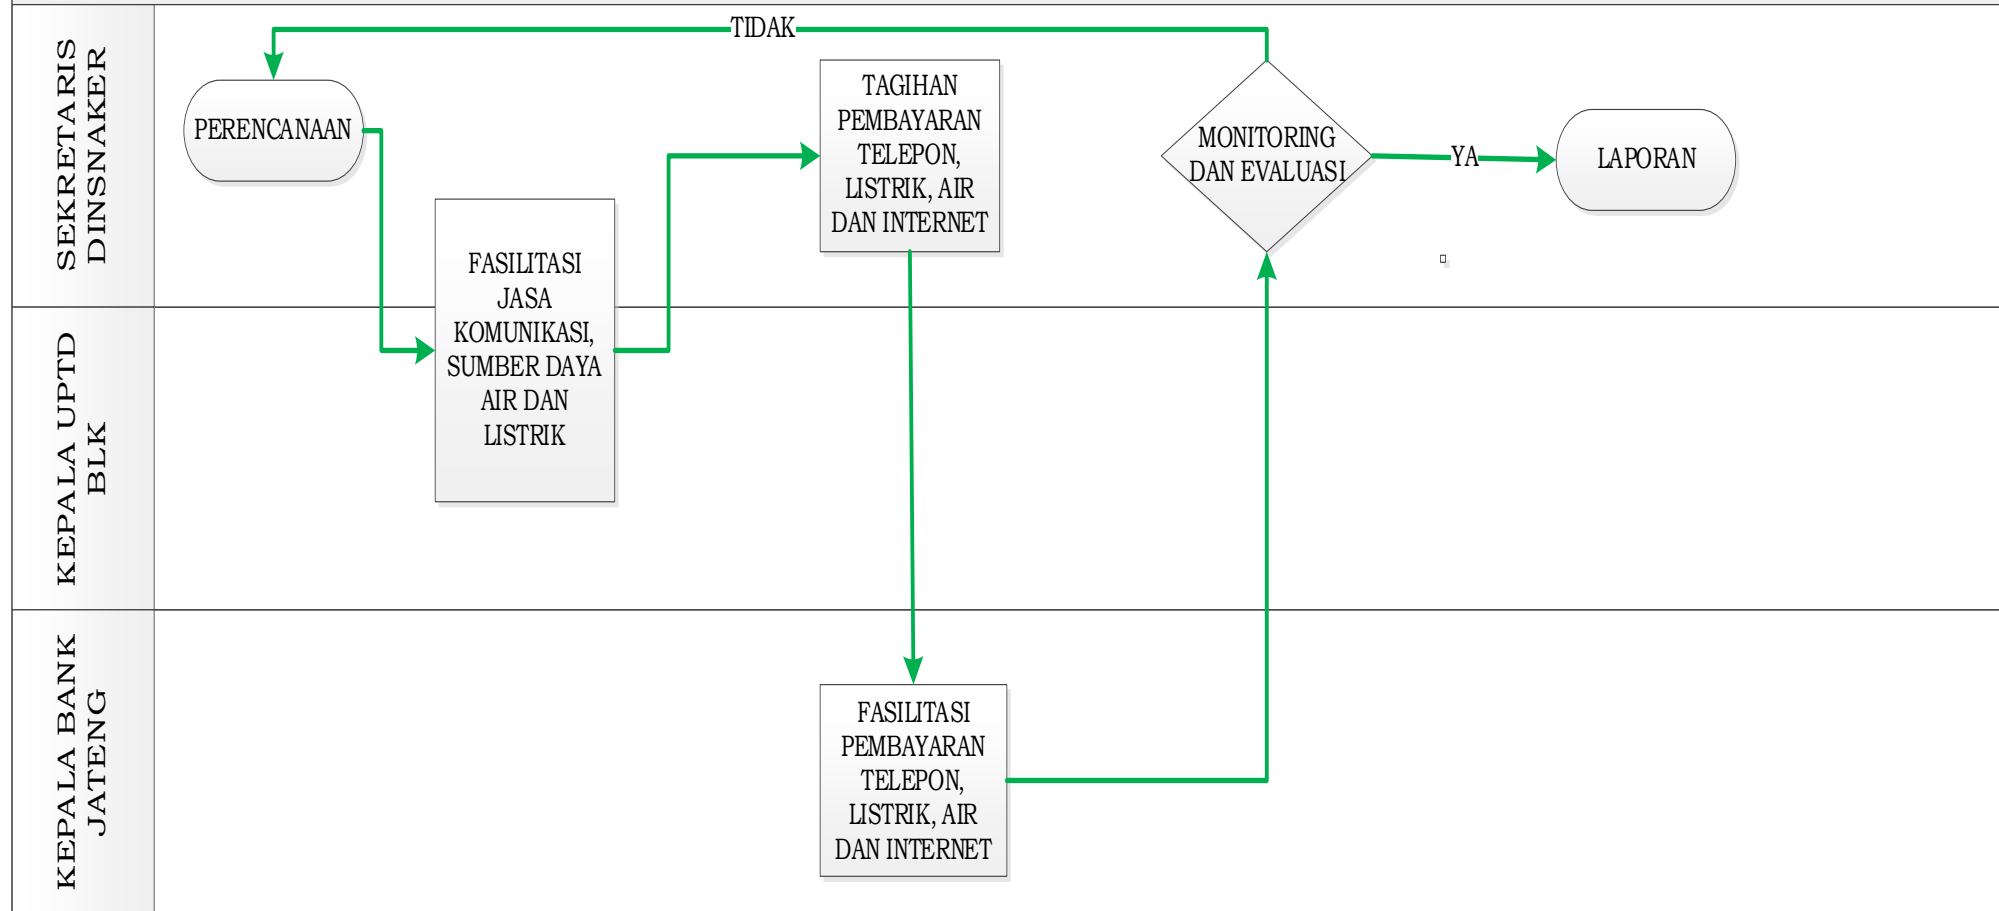 SEKRETARIS
DINSNAKER
TIDAK
PERENCANAAN
FASILITASI
JASA
KOMUNIKASI,
SUMBER DAYA
AIR DAN
LISTRIK
TAGIHAN
PEMBAYARAN
TELEPON,
LISTRIK, AIR
DAN INTERNET
MONITORING
DAN EVALUASI
YA
LAPORAN
KEPALA UPTD
BLK
KEPALA BANK
JATENG
FASILITASI
PEMBAYARAN
TELEPON,
LISTRIK, AIR
DAN INTERNET